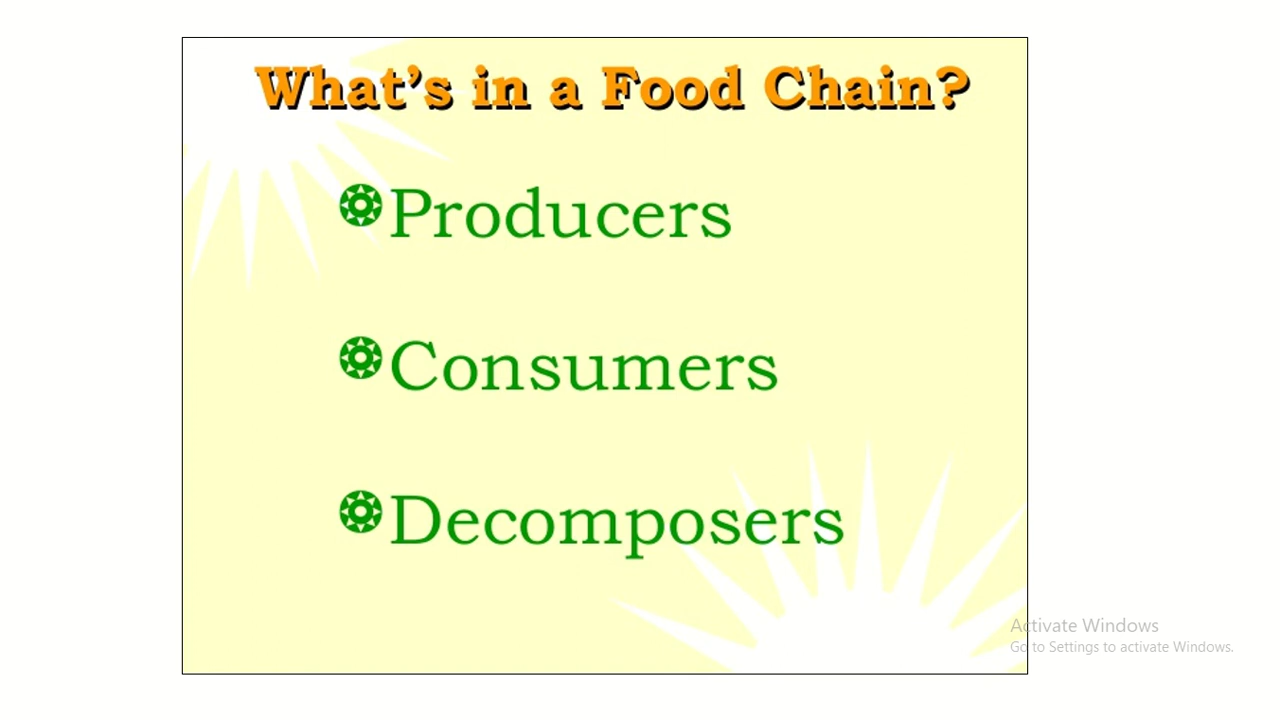 What's in a Food Chain?
Producers
Consumers
Decomposers
Activate Windows
Go to Settings to activate Windows.